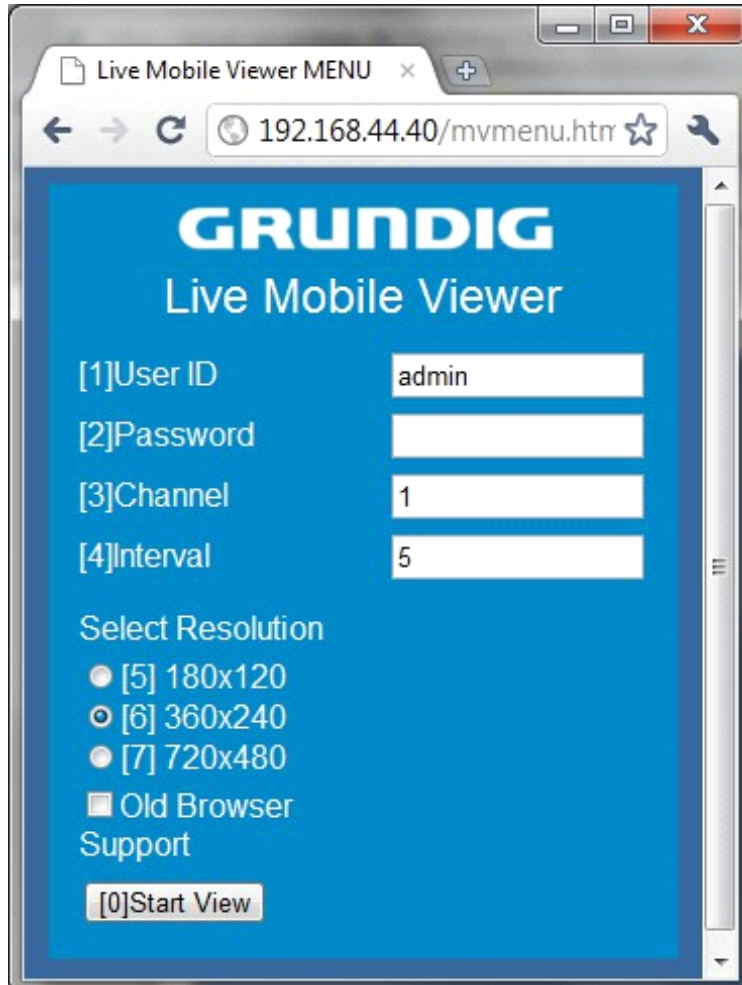 Live Mobile Viewer MENU
192.168.44.40/mvmenu.htm
GRUNDIG
Live Mobile Viewer
[1]User ID admin
[2]Password
[3]Channel 1
[4]Interval 5
Select Resolution
[5] 180x120
[6] 360x240
[7] 720x480
Old Browser
Support
[0]Start View